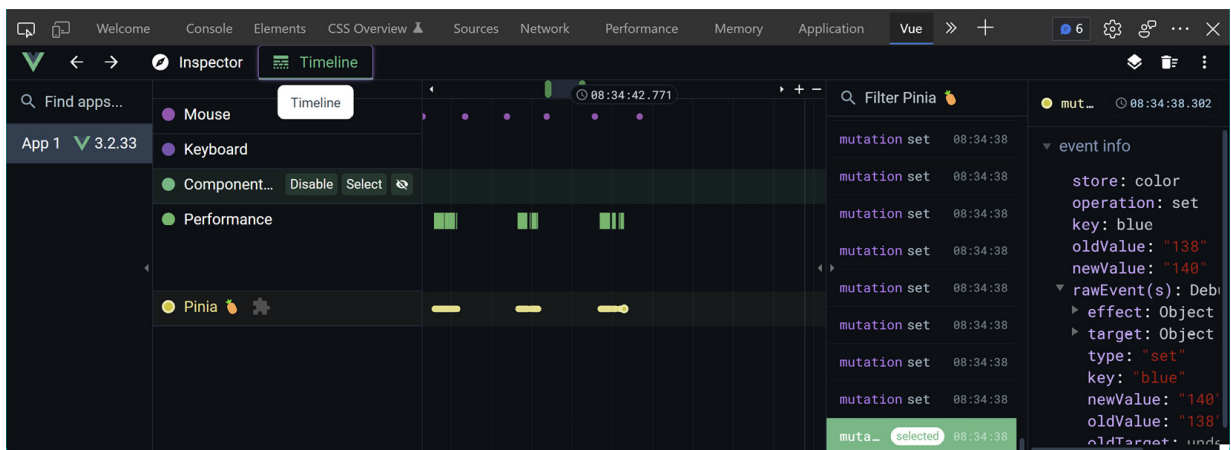 Welcome Console Elements CSS Overview Sources Network Performance Memory Application Vue 6
Inspector Timeline
Find apps...
App 1 3.2.33
Timeline
Mouse
Keyboard
Component... Disable Select
Performance
Pinia
08:34:42.771
Filter Pinia
mutation set 08:34:38
mutation set 08:34:38
mutation set 08:34:38
mutation set 08:34:38
mutation set 08:34:38
mutation set 08:34:38
mutation set 08:34:38
mutation set 08:34:38
muta... selected 08:34:38
mut... 08:34:38.302
event info
store: color
operation: set
key: blue
oldValue: "138"
newValue: "140"
rawEvent(s): Debu
effect: Object
target: Object
type: "set"
key: "blue"
newValue: "140"
oldValue: "138"
oldTarget: unde